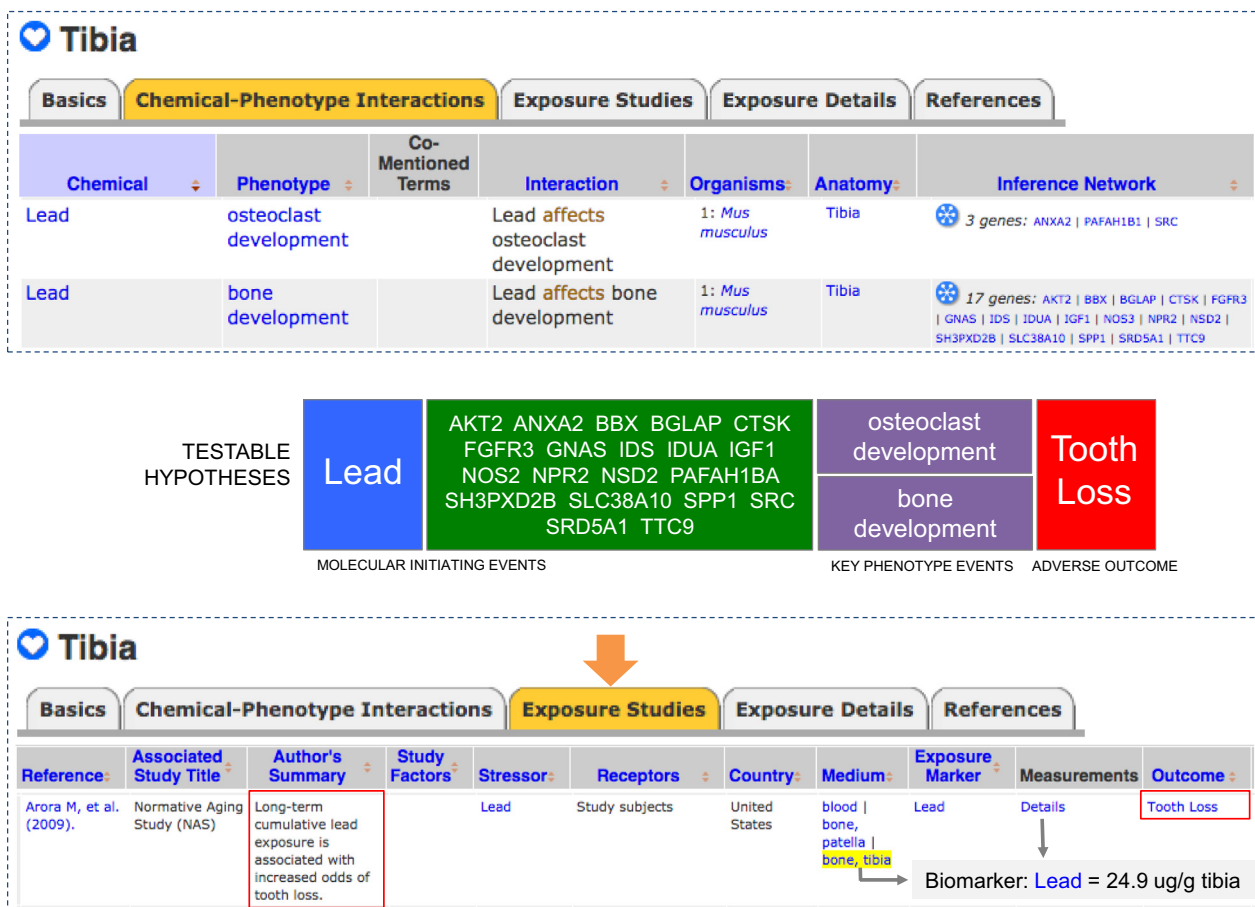 Tibia
Basics Chemical-Phenotype Interactions Exposure Studies Exposure Details References
Chemical Phenotype Co-Mentioned Terms Interaction Organisms Anatomy Inference Network
Lead osteoclast development Lead affects osteoclast development 1: Mus musculus Tibia 3 genes: ANXA2 | PAFAH1B1 | SRC
Lead bone development Lead affects bone development 1: Mus musculus Tibia 17 genes: AKT2 | BBX | BGLAP | CTSK | FGFR3
| GNAS | IDS | IDUA | IGF1 | NOS3 | NPR2 | NSD2 |
SH3PXD2B | SLC38A10 | SPP1 | SRD5A1 | TTC9
TESTABLE
HYPOTHESES
Lead
AKT2 ANXA2 BBX BGLAP CTSK
FGFR3 GNAS IDS IDUA IGF1
NOS2 NPR2 NSD2 PAFAH1BA
SH3PXD2B SLC38A10 SPP1 SRC
SRD5A1 TTC9
osteoclast
development
bone
development
Tooth
Loss
MOLECULAR INITIATING EVENTS KEY PHENOTYPE EVENTS ADVERSE OUTCOME
Tibia
Basics Chemical-Phenotype Interactions Exposure Studies Exposure Details References
Reference Associated Study Title Author's Summary Study Factors Stressor Receptors Country Medium Exposure Marker Measurements Outcome
Arora M, et al. (2009). Normative Aging Study (NAS) Long-term cumulative lead exposure is associated with increased odds of tooth loss. Lead Study subjects United States blood | bone, patella | bone, tibia Lead Details Tooth Loss
Biomarker: Lead = 24.9 ug/g tibia